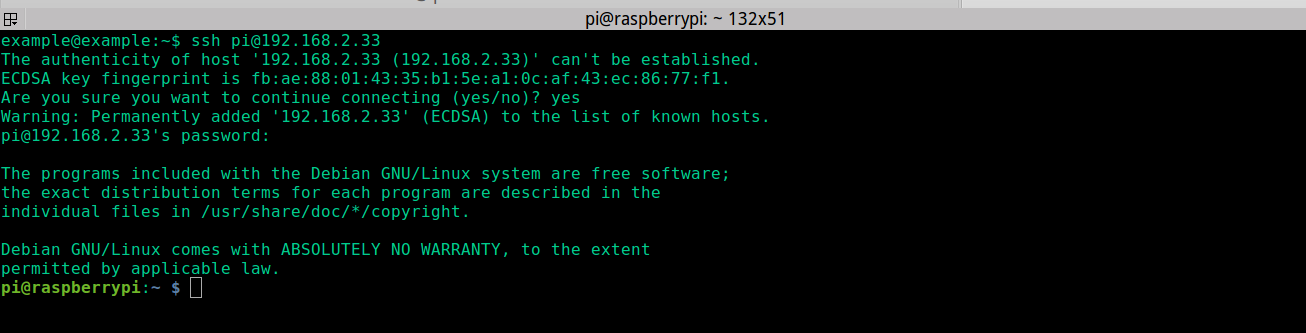 pi@raspberrypi: ~ 132x51
example@example:~$ ssh pi@192.168.2.33
The authenticity of host '192.168.2.33 (192.168.2.33)' can't be established.
ECDSA key fingerprint is fb:ae:88:01:43:35:b1:5e:a1:0c:af:43:ec:86:77:f1.
Are you sure you want to continue connecting (yes/no)? yes
Warning: Permanently added '192.168.2.33' (ECDSA) to the list of known hosts.
pi@192.168.2.33's password:
The programs included with the Debian GNU/Linux system are free software;
the exact distribution terms for each program are described in the
individual files in /usr/share/doc/*/copyright.
Debian GNU/Linux comes with ABSOLUTELY NO WARRANTY, to the extent
permitted by applicable law.
pi@raspberrypi:~ $